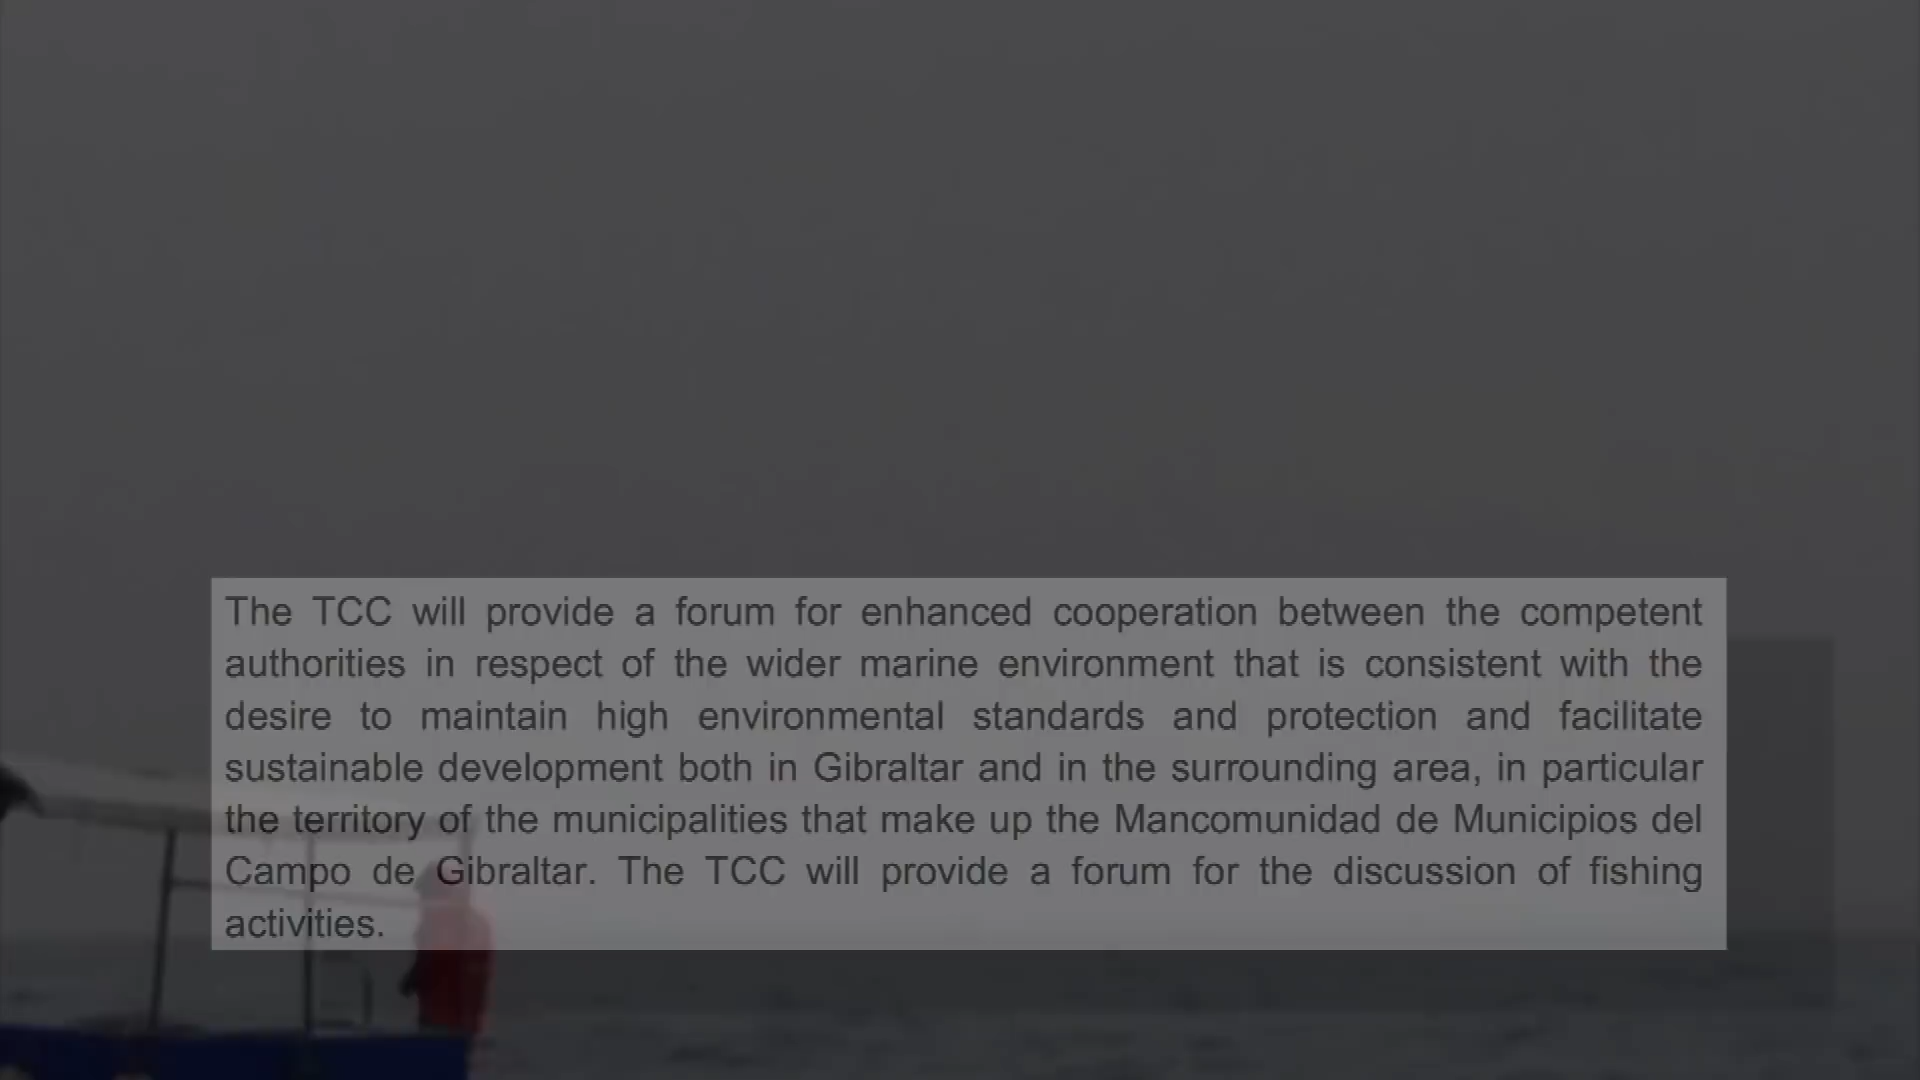 The TCC will provide a forum for enhanced cooperation between the competent
authorities in respect of the wider marine environment that is consistent with the
desire to maintain high environmental standards and protection and facilitate
sustainable development both in Gibraltar and in the surrounding area, in particular
the territory of the municipalities that make up the Mancomunidad de Municipios del
Campo de Gibraltar. The TCC will provide a forum for the discussion of fishing
activities.